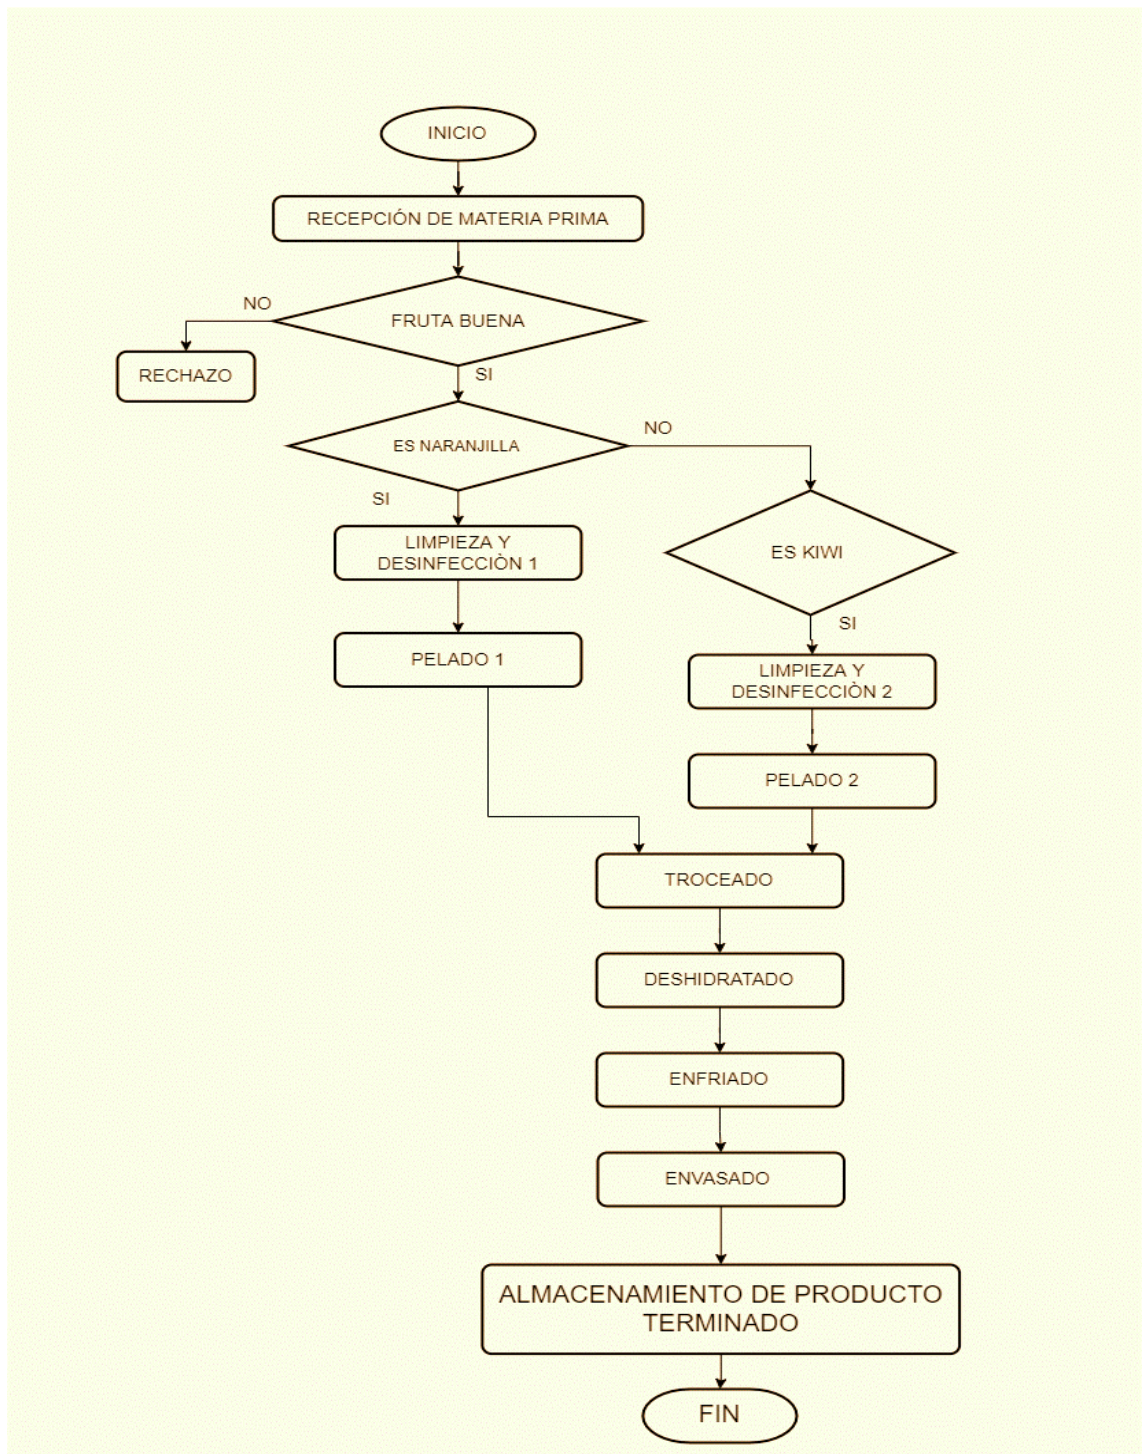 INICIO
RECEPCIÓN DE MATERIA PRIMA
NO
FRUTA BUENA
RECHAZO
SI
ES NARANJILLA
NO
SI
LIMPIEZA Y
DESINFECCIÒN 1
ES KIWI
SI
PELADO 1
LIMPIEZA Y
DESINFECCIÒN 2
PELADO 2
TROCEADO
DESHIDRATADO
ENFRIADO
ENVASADO
ALMACENAMIENTO DE PRODUCTO
TERMINADO
FIN